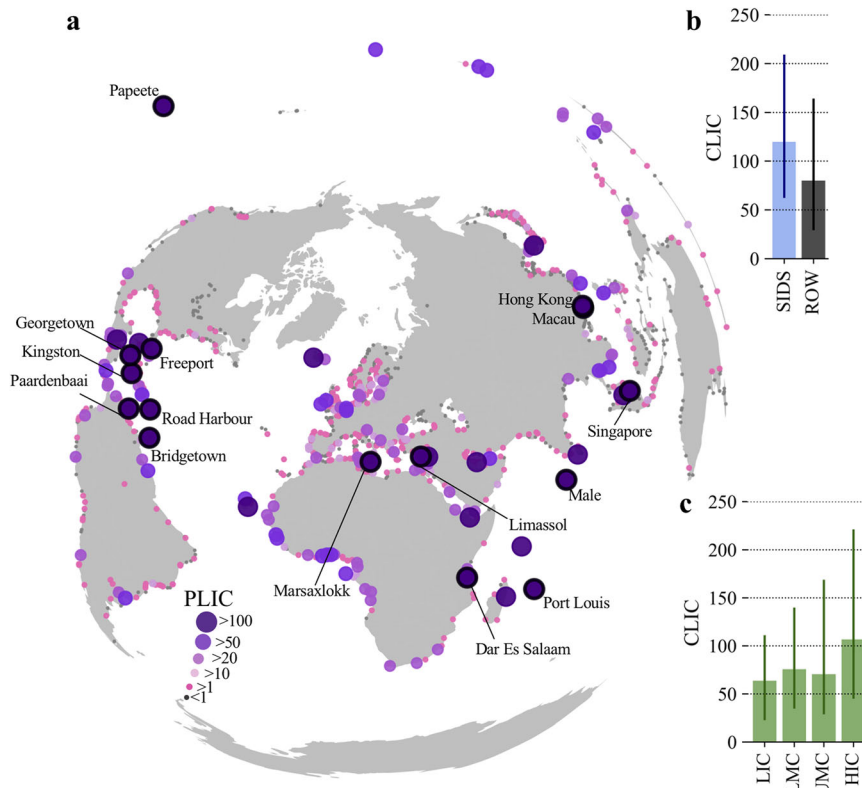 a
Papeete
Georgetown
Kingston
Paardenbaai
Freeport
Road Harbour
Bridgetown
Hong Kong
Macau
Singapore
Male
Limassol
Marsaxlokk
Port Louis
Dar Es Salaam
PLIC
>100
>50
>20
>10
>1
<1
b
250
200
150
100
50
0
CLIC
SIDS
ROW
c
250
200
150
100
50
0
CLIC
LIC
LMC
UMC
HIC